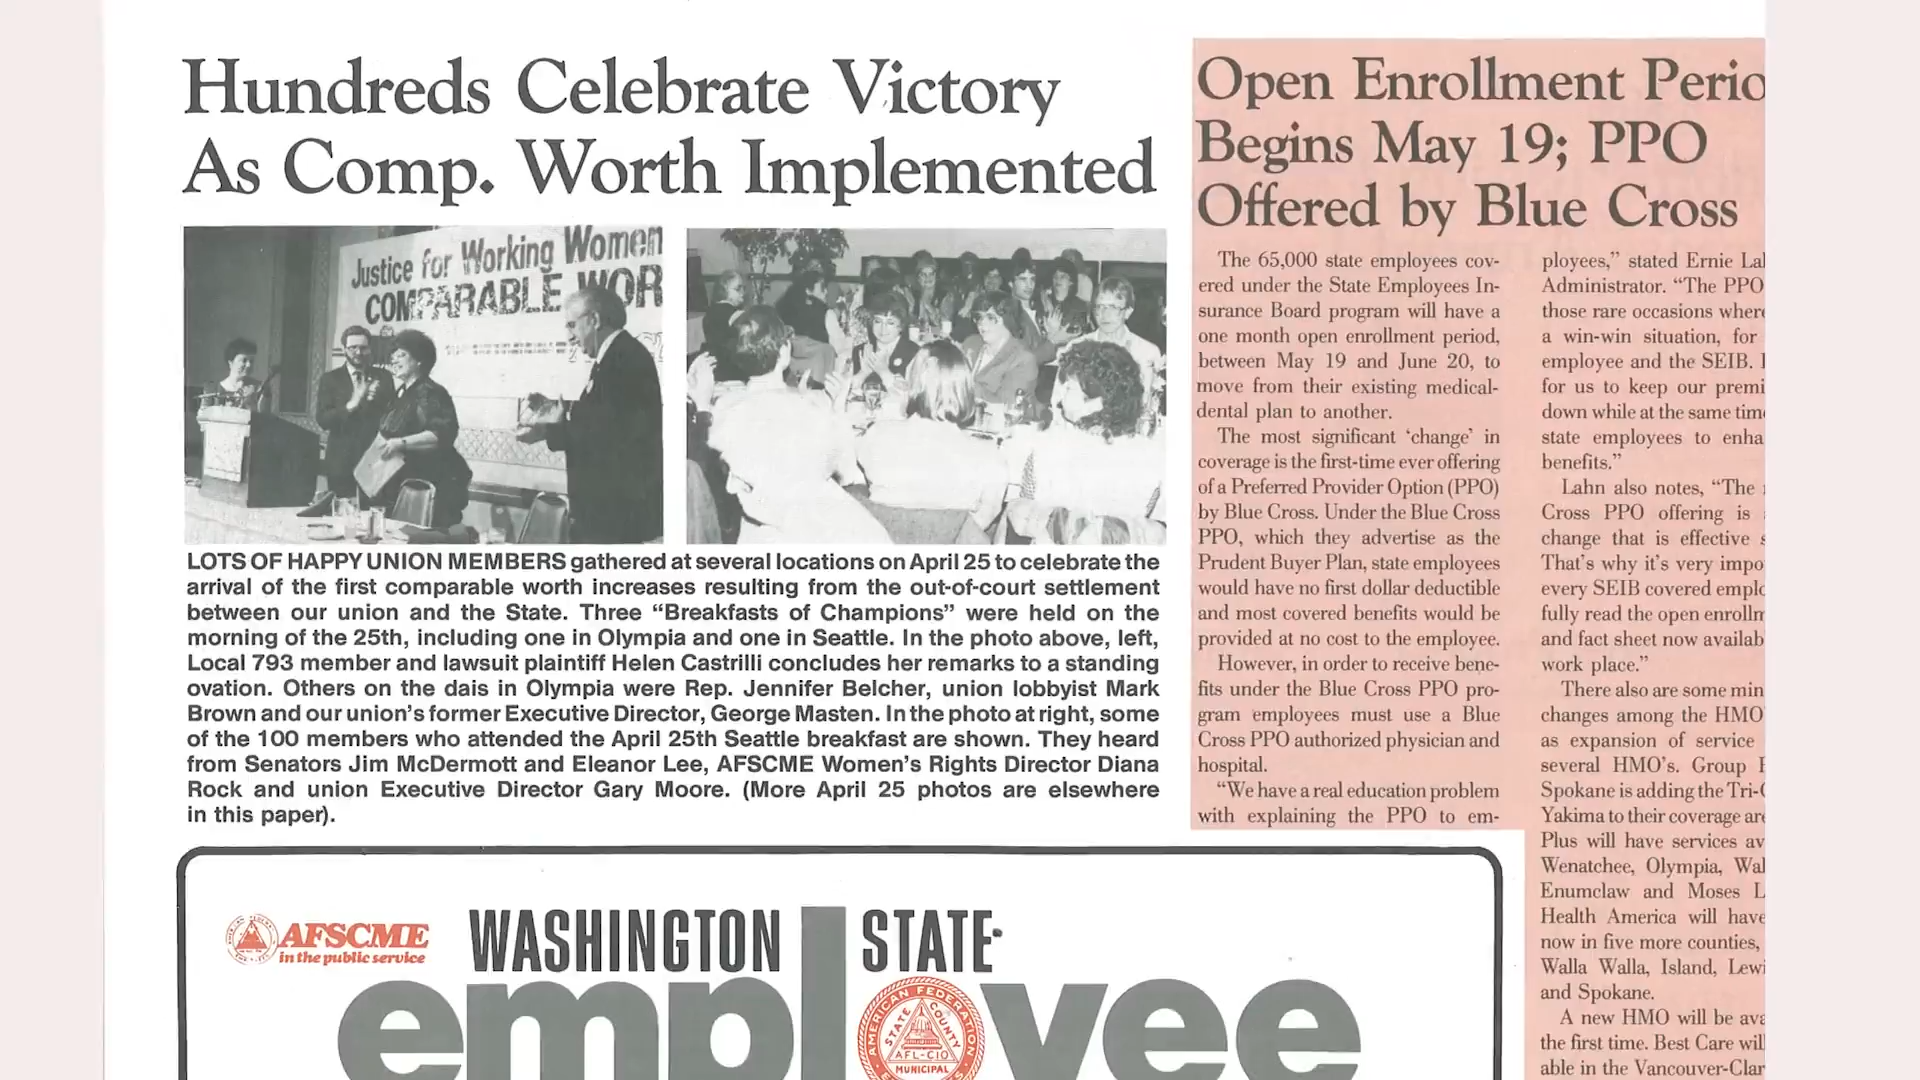 Hundreds Celebrate Victory
As Comp. Worth Implemented
Justice for Working Women
COMPARABLE WOR
LOTS OF HAPPY UNION MEMBERS gathered at several locations on April 25 to celebrate the
arrival of the first comparable worth increases resulting from the out-of-court settlement
between our union and the State. Three “Breakfasts of Champions” were held on the
morning of the 25th, including one in Olympia and one in Seattle. In the photo above, left,
Local 793 member and lawsuit plaintiff Helen Castrilli concludes her remarks to a standing
ovation. Others on the dais in Olympia were Rep. Jennifer Belcher, union lobbyist Mark
Brown and our union’s former Executive Director, George Masten. In the photo at right, some
of the 100 members who attended the April 25th Seattle breakfast are shown. They heard
from Senators Jim McDermott and Eleanor Lee, AFSCME Women’s Rights Director Diana
Rock and union Executive Director Gary Moore. (More April 25 photos are elsewhere
in this paper).
Open Enrollment Perio
Begins May 19; PPO
Offered by Blue Cross
The 65,000 state employees cov-
ered under the State Employees In-
surance Board program will have a
one month open enrollment period,
between May 19 and June 20, to
move from their existing medical-
dental plan to another.
The most significant ‘change’ in
coverage is the first-time ever offering
of a Preferred Provider Option (PPO)
by Blue Cross. Under the Blue Cross
PPO, which they advertise as the
Prudent Buyer Plan, state employees
would have no first dollar deductible
and most covered benefits would be
provided at no cost to the employee.
However, in order to receive bene-
fits under the Blue Cross PPO pro-
gram employees must use a Blue
Cross PPO authorized physician and
hospital.
“We have a real education problem
with explaining the PPO to em-
ployees,” stated Ernie Lal
Administrator. “The PPO
those rare occasions where
a win-win situation, for
employee and the SEIB.
for us to keep our premi
down while at the same tim
state employees to enha
benefits.”
Lahn also notes, “The
Cross PPO offering is
change that is effective
That’s why it’s very impo
every SEIB covered emplo
fully read the open enrollm
and fact sheet now availab
work place.”
There also are some min
changes among the HMO
as expansion of service
several HMO’s. Group
Spokane is adding the Tri-C
Yakima to their coverage are
Plus will have services av
Wenatchee, Olympia, Wal
Enumclaw and Moses L
Health America will have
now in five more counties,
Walla Walla, Island, Lewi
and Spokane.
A new HMO will be ava
the first time. Best Care wil
able in the Vancouver-Clar
AFSCME
in the public service
WASHINGTON STATE
employee
AMERICAN FEDERATION
STATE COUNTY
AFL-CIO
MUNICIPAL